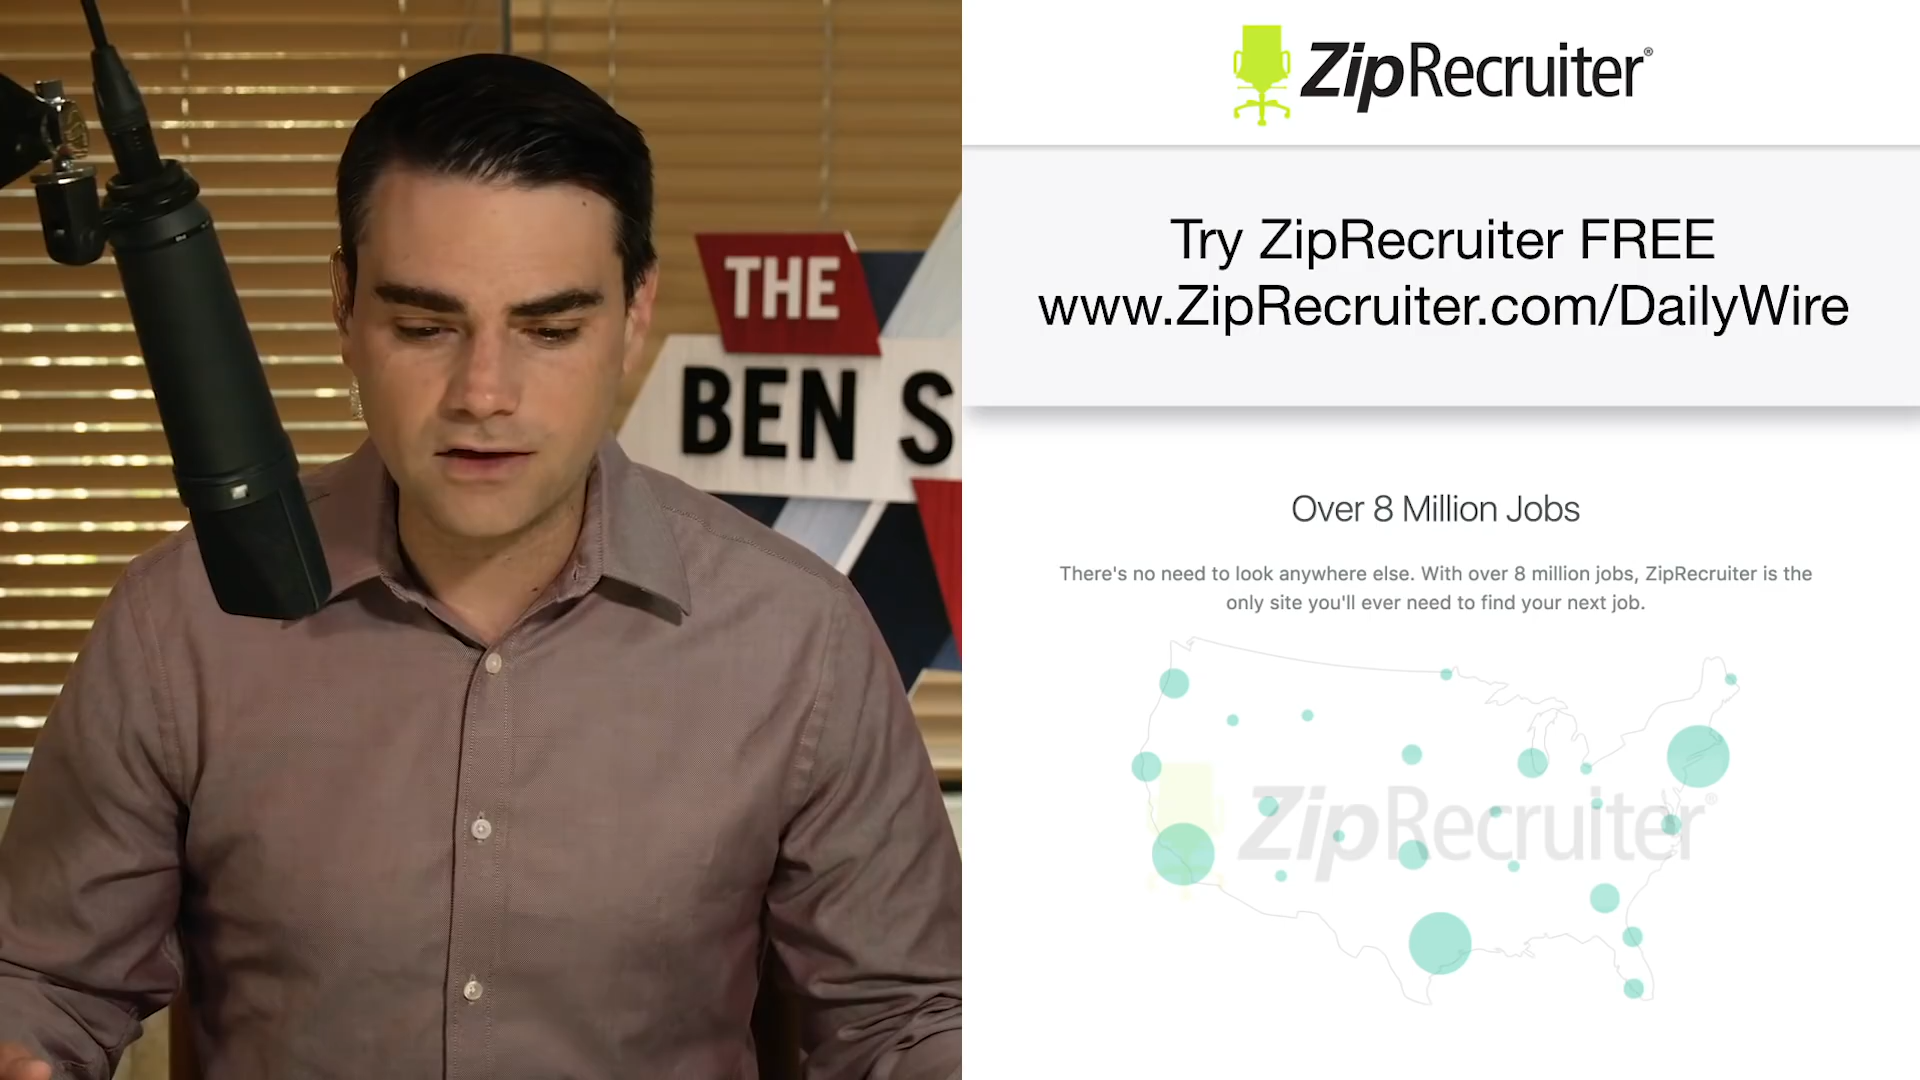 THE
BEN S
ZipRecruiter®
Try ZipRecruiter FREE
www.ZipRecruiter.com/DailyWire
Over 8 Million Jobs
There's no need to look anywhere else. With over 8 million jobs, ZipRecruiter is the
only site you'll ever need to find your next job.
ZipRecruiter®